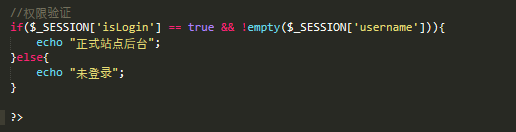 //权限验证
if($_SESSION['isLogin'] == true && !empty($_SESSION['username'])){
    echo "正式站点后台";
}else{
    echo "未登录";
}
?>